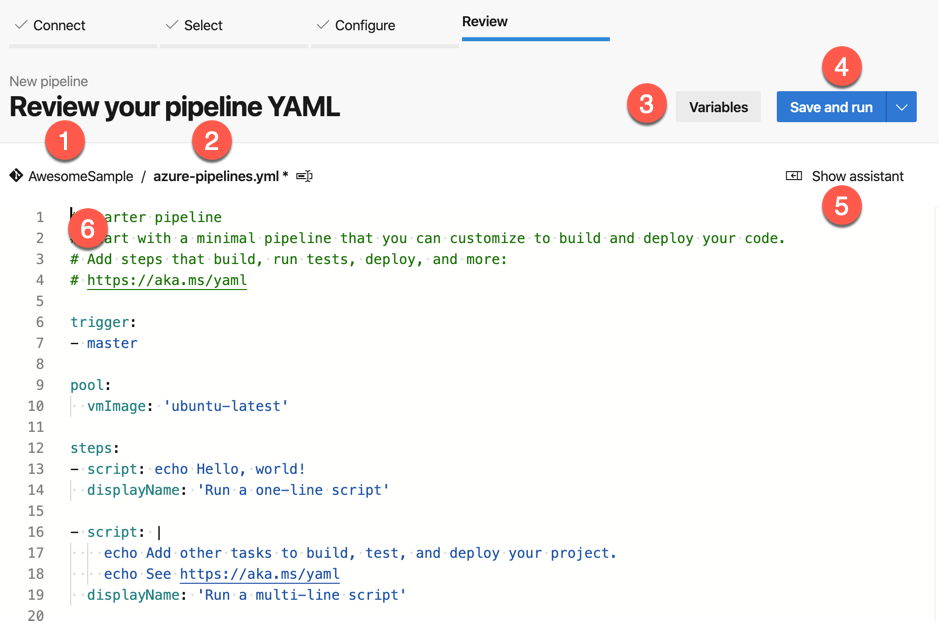 Connect Select Configure Review
New pipeline
Review your pipeline YAML
3 Variables Save and run 4
1 2
AwesomeSample / azure-pipelines.yml * Show assistant
5
6
1 arter pipeline
2 art with a minimal pipeline that you can customize to build and deploy your code.
3 # Add steps that build, run tests, deploy, and more:
4 # https://aka.ms/yaml
5
6 trigger:
7 - master
8
9 pool:
10 vmImage: 'ubuntu-latest'
11
12 steps:
13 - script: echo Hello, world!
14 displayName: 'Run a one-line script'
15
16 - script: |
17 echo Add other tasks to build, test, and deploy your project.
18 echo See https://aka.ms/yaml
19 displayName: 'Run a multi-line script'
20